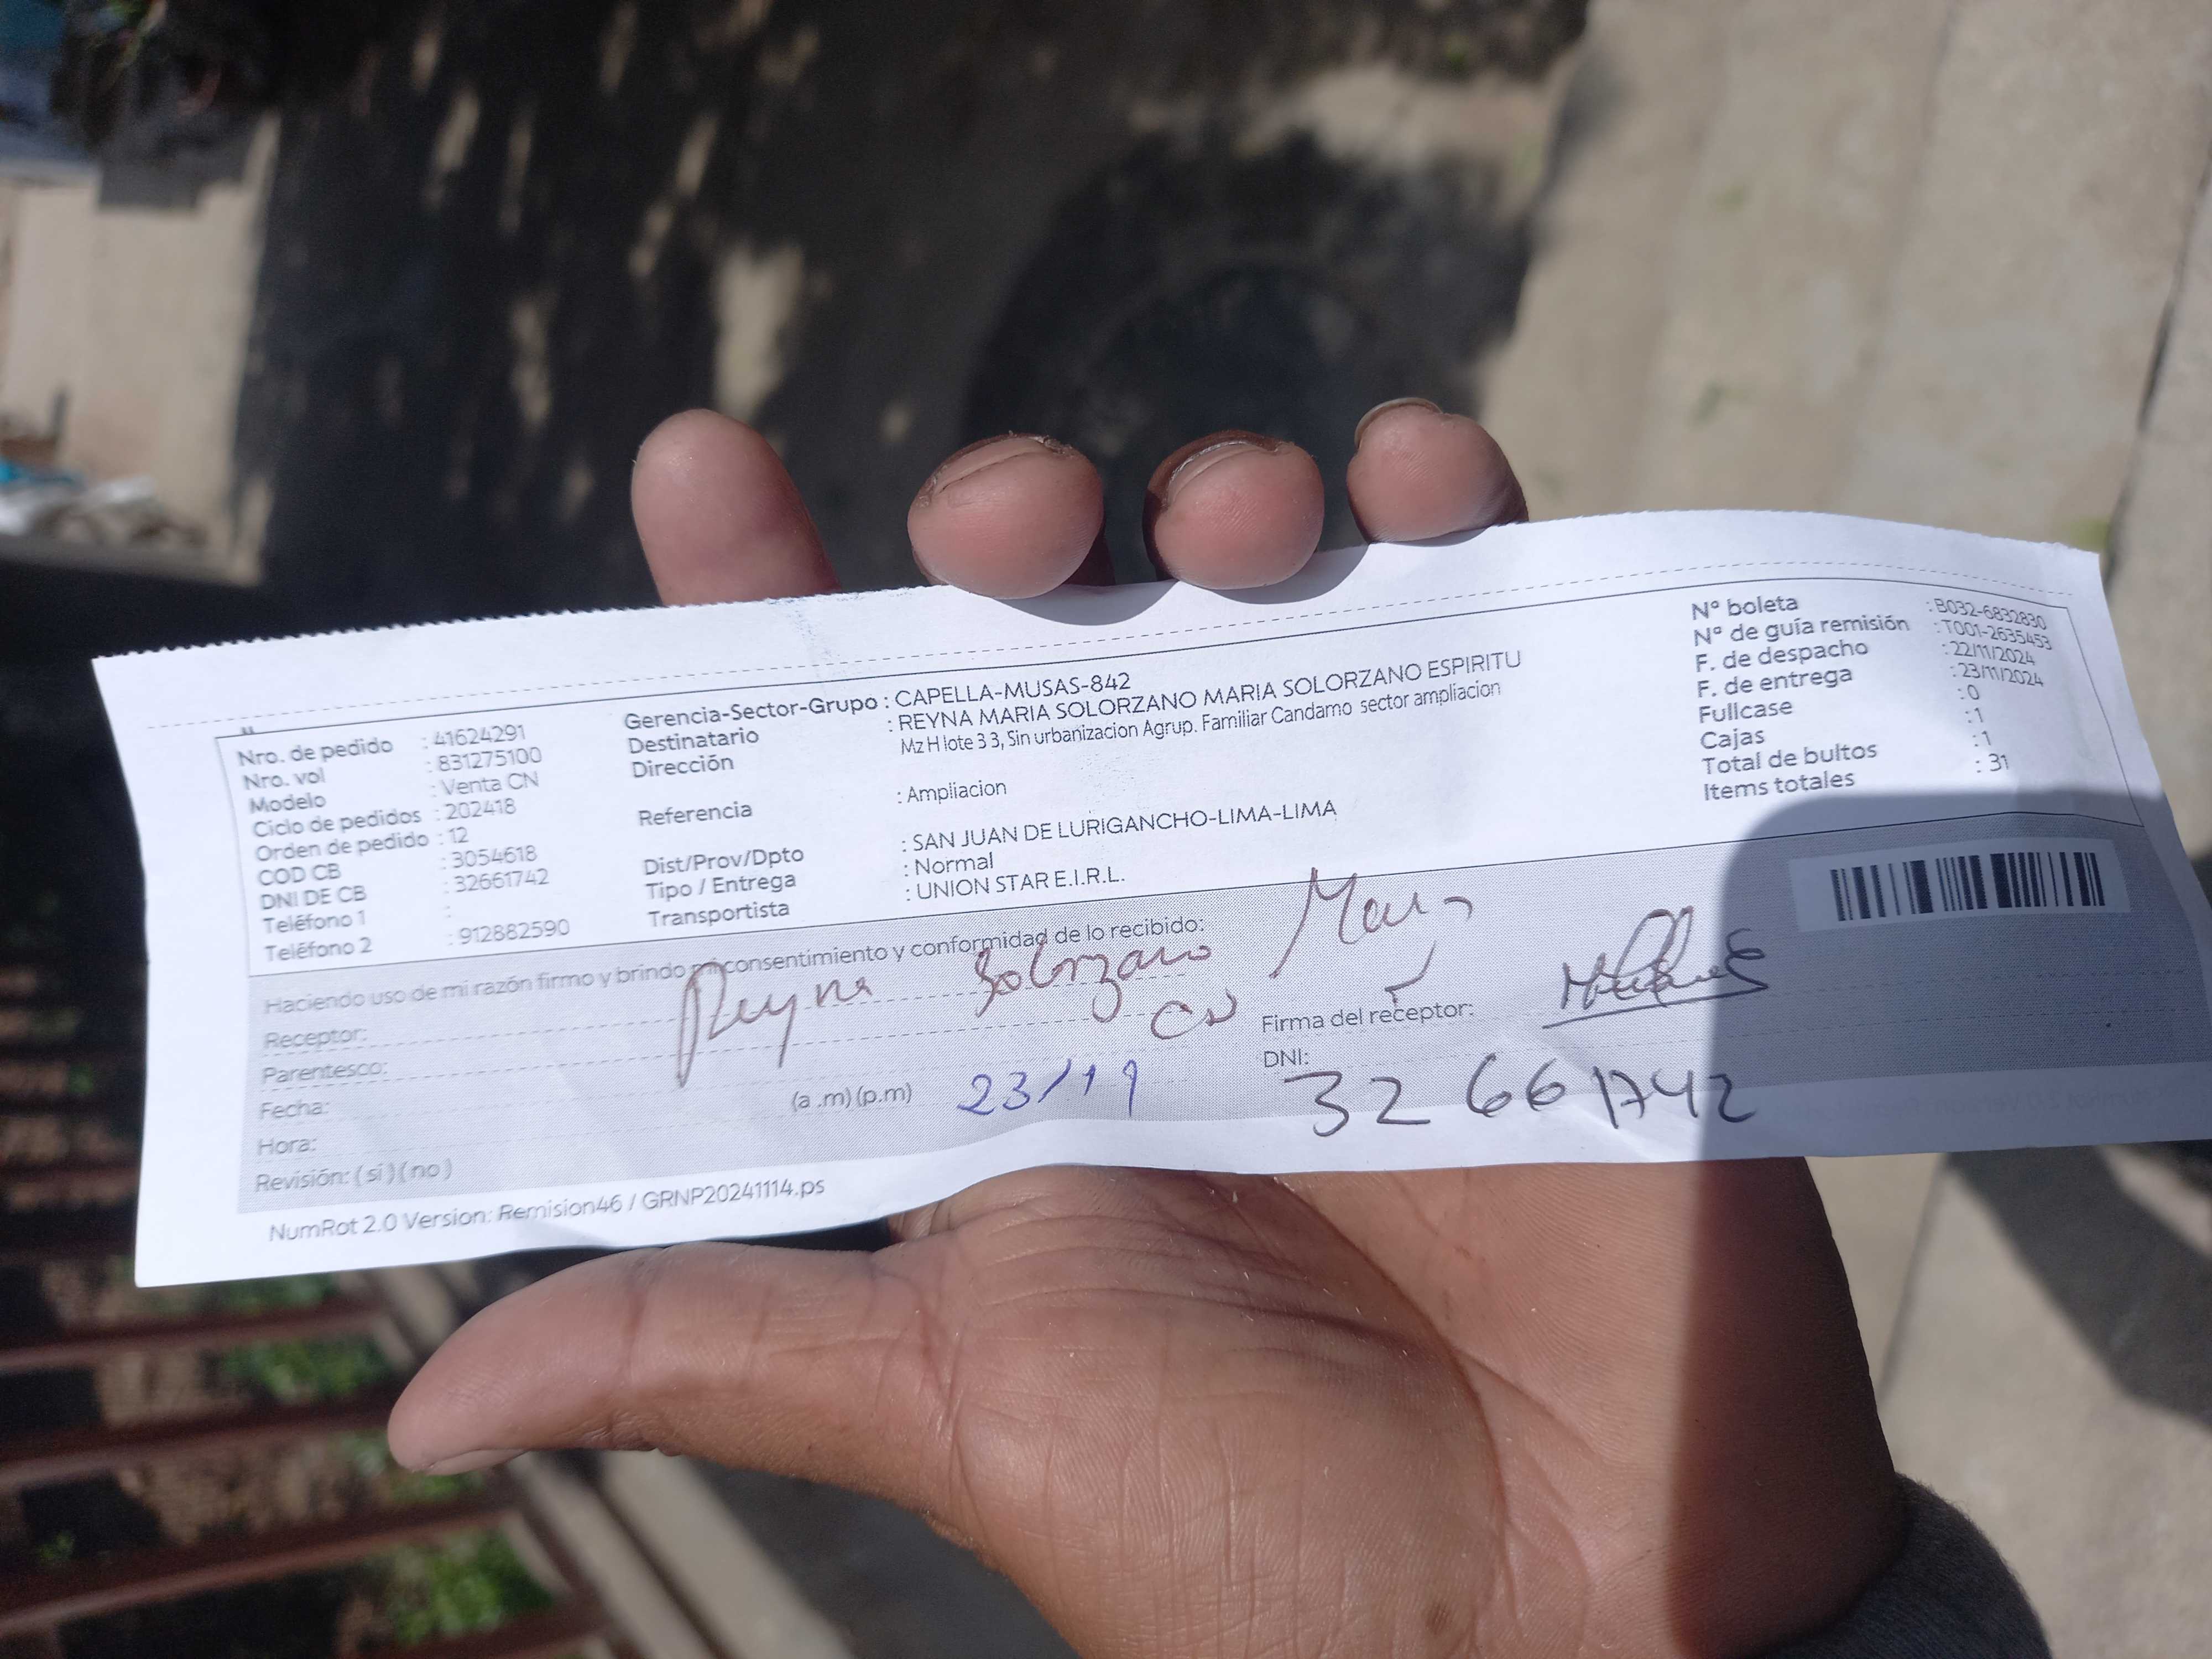 Nro. de pedido : 41624291
Nro. vol : 831275100
Modelo : Venta CN
Ciclo de pedidos : 202418
Orden de pedido : 12
COD CB : 3054618
DNI DE CB : 32661742
Teléfono 1 :
Teléfono 2 : 912882590
Gerencia-Sector-Grupo : CAPELLA-MUSAS-842
Destinatario : REYNA MARIA SOLORZANO MARIA SOLORZANO ESPIRITU
Dirección Mz H lote 3 3, Sin urbanizacion Agrup. Familiar Candamo sector ampliacion
Referencia : Ampliacion
Dist/Prov/Dpto : SAN JUAN DE LURIGANCHO-LIMA-LIMA
Tipo / Entrega : Normal
Transportista : UNION STAR E.I.R.L.
N° boleta : B032-6832830
N° de guía remisión : T001-2635453
F. de despacho : 22/11/2024
F. de entrega : 23/11/2024
Fullcase : 0
Cajas : 1
Total de bultos : 1
Items totales : 31
Haciendo uso de mi razón firmo y brindo mi consentimiento y conformidad de lo recibido:
Receptor: Reyna Solorzano
Parentesco:
Fecha: (a .m) (p.m) 23/11
Hora:
Revisión: ( sí ) ( no )
Firma del receptor:
DNI: 32661742
NumRot 2.0 Version: Remision46 / GRNP20241114.ps